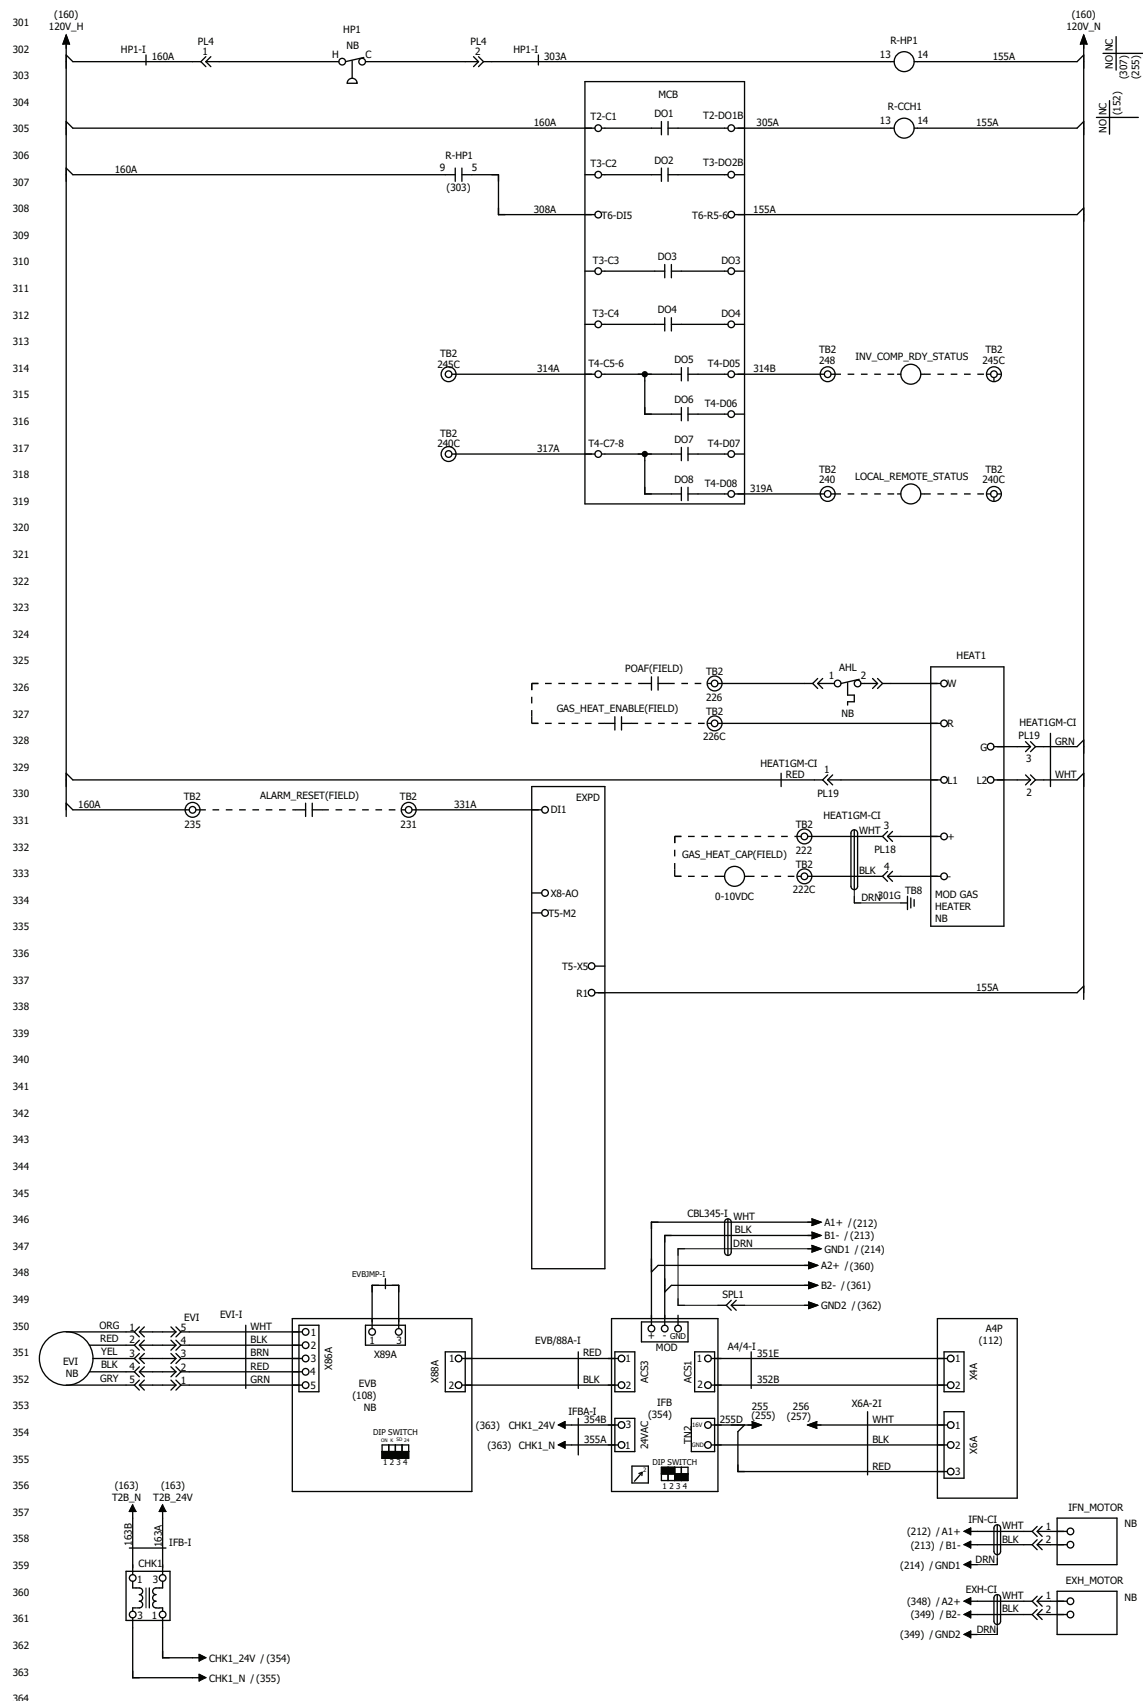 301 (160) (160)
120V_H HP1 120V_N
302 HP1-I 160A PL4 1 NB H C PL4 2 HP1-I 303A R-HP1 13 14 155A NO NC (307) (255)
303
304 MCB R-CCH1 NO NC (152)
305 160A T2-C1 DO1 T2-DO1B 305A 13 14 155A
306 R-HP1 T3-C2 DO2 T3-DO2B
307 160A 9 5
(303)
308 308A T6-DI5 T6-R5-6 155A
309
310 T3-C3 DO3 DO3
311
312 T3-C4 DO4 DO4
313
314 TB2 245C 314A T4-C5-6 DO5 T4-D05 314B TB2 248 INV_COMP_RDY_STATUS TB2 245C
315 DO6 T4-D06
316
317 TB2 240C 317A T4-C7-8 DO7 T4-D07
318 DO8 T4-D08 319A TB2 240 LOCAL_REMOTE_STATUS TB2 240C
319
320
321
322
323
324
325 HEAT1
326 POAF(FIELD) TB2 226 1 AHL 2 NB W
327 GAS_HEAT_ENABLE(FIELD) TB2 226C R HEAT1GM-CI
328 G PL19 3 GRN
329 HEAT1GM-CI RED 1 PL19 L1 L2 2 WHT
330 160A TB2 235 ALARM_RESET(FIELD) TB2 231 331A EXPD DI1
331 HEAT1GM-CI
332 TB2 222 WHT 3 PL18 +
333 GAS_HEAT_CAP(FIELD) 0-10VDC TB2 222C BLK 4 -
334 X8-AO DRN 301G TB8 MOD GAS
HEATER
NB
335 T5-M2
336 T5-X5
337
338 R1 155A
339
340
341
342
343
344
345
346 CBL345-I WHT A1+ /(212)
347 BLK B1- /(213)
DRN GND1 /(214)
348 EVBJMP-I A2+ /(360)
349 B2- /(361)
SPL1 GND2 /(362)
350 ORG 1 EVI 5 EVI-I WHT 1 1 3 X89A + - GND MOD A4P (112)
351 RED 2 4 BLK 2
EVI NB YEL 3 3 BRN 3 X86A X88A 1 EVB/88A-I RED 1 ACS3 ACS1 1 A4/4-I 351E 1 X4A
352 BLK 4 2 RED 4
GRY 5 1 GRN 5 EVB (108) NB 2 BLK 2 IFB (354) 2 352B 2
353 IFBA-I X6A-2I
354 (363) CHK1_24V 354B 3 24VAC TN2 16V 255D 255 (255) 256 (257) WHT 1 X6A
DIP SWITCH
ON K SD 24
1 2 3 4
355 (363) CHK1_N 355A 1 GND BLK 2
DIP SWITCH
1 2 3 4
RED 3
356 (163) (163)
T2B_N T2B_24V
357 163B 163A IFN-CI IFN_MOTOR
358 IFB-I (212) / A1+ WHT 1 NB
(213) / B1- BLK 2
359 CHK1 (214) / GND1 DRN
1 3
360 EXH-CI EXH_MOTOR
(348) / A2+ WHT 1 NB
361 3 1 (349) / B2- BLK 2
362 (349) / GND2 DRN
CHK1_24V /(354)
363 CHK1_N /(355)
364